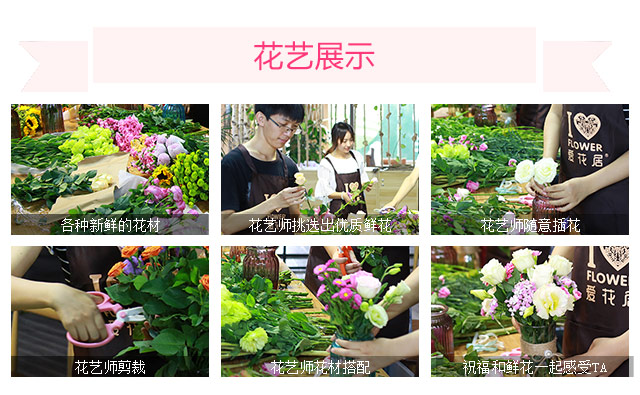 花艺展示
I
FLOWER
爱花居®
各种新鲜的花材
花艺师挑选出优质鲜花
花艺师随意插花
I
FLOWER
爱花居
花艺师剪裁
花艺师花材搭配
祝福和鲜花一起感受TA